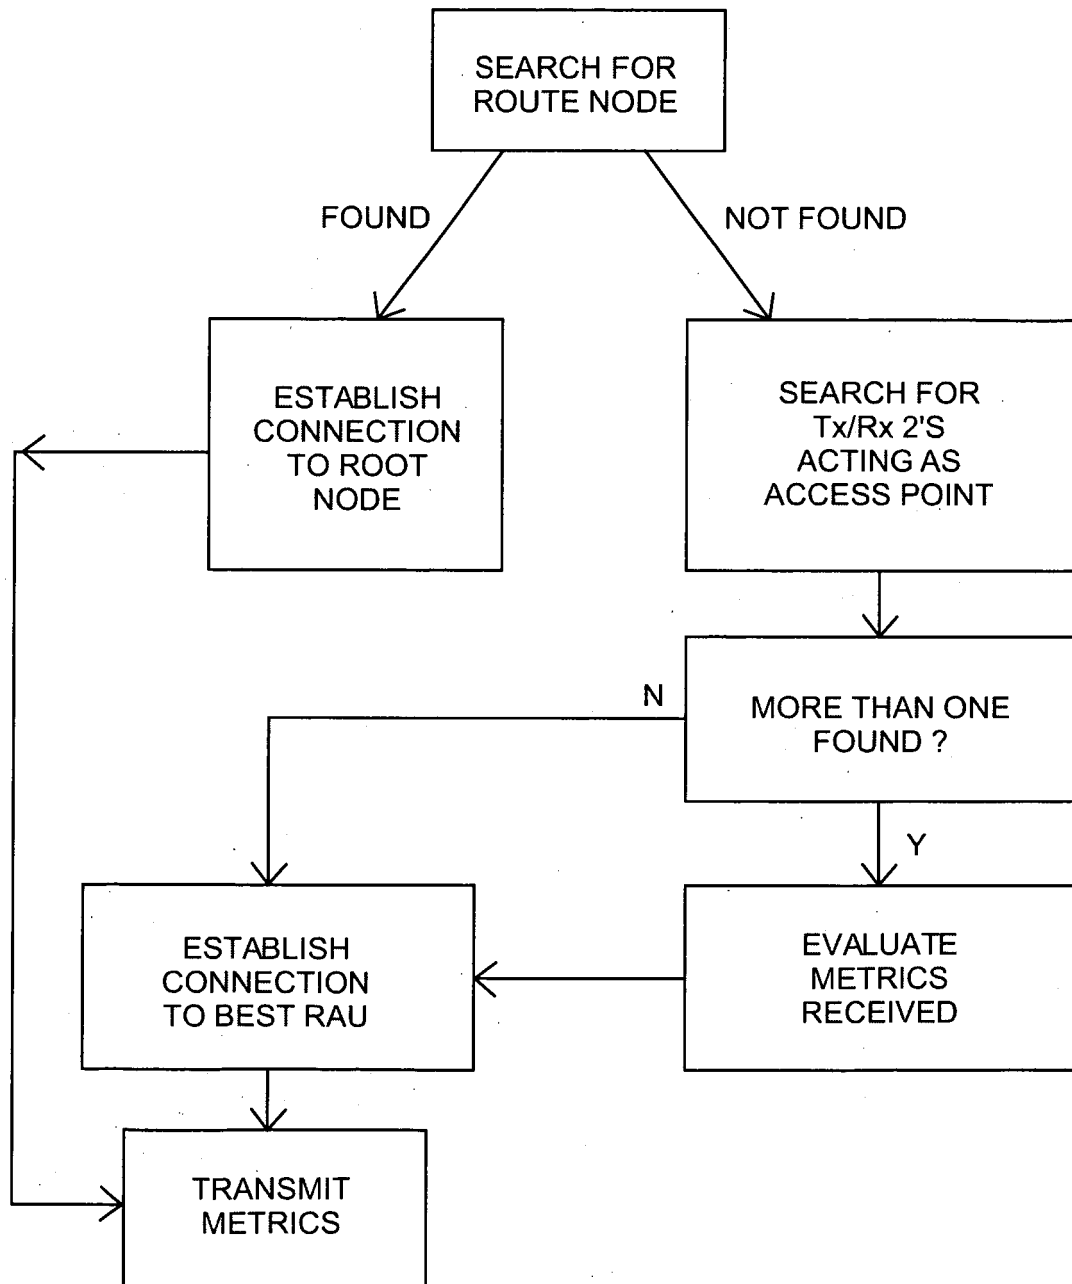 SEARCH FOR
ROUTE NODE
FOUND
NOT FOUND
ESTABLISH
CONNECTION
TO ROOT
NODE
SEARCH FOR
Tx/Rx 2'S
ACTING AS
ACCESS POINT
N
MORE THAN ONE
FOUND ?
Y
ESTABLISH
CONNECTION
TO BEST RAU
EVALUATE
METRICS
RECEIVED
TRANSMIT
METRICS